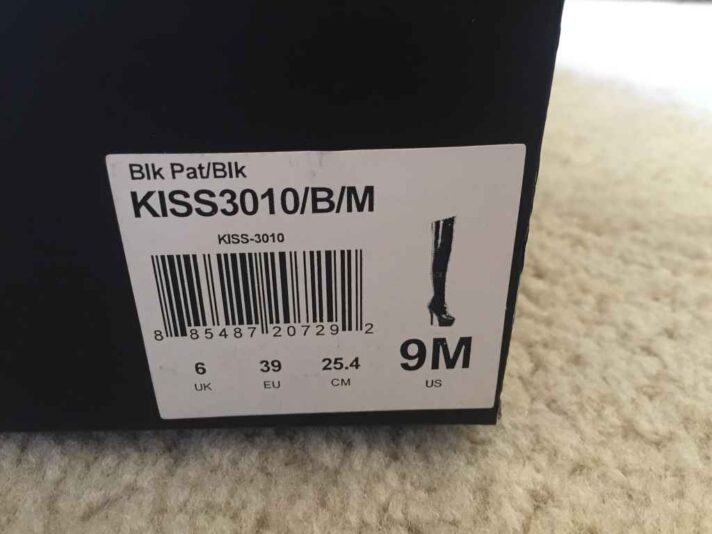 Blk Pat/Blk
KISS3010/B/M
KISS-3010
8 85487 20729 2
6 39 25.4 9M
UK EU CM US